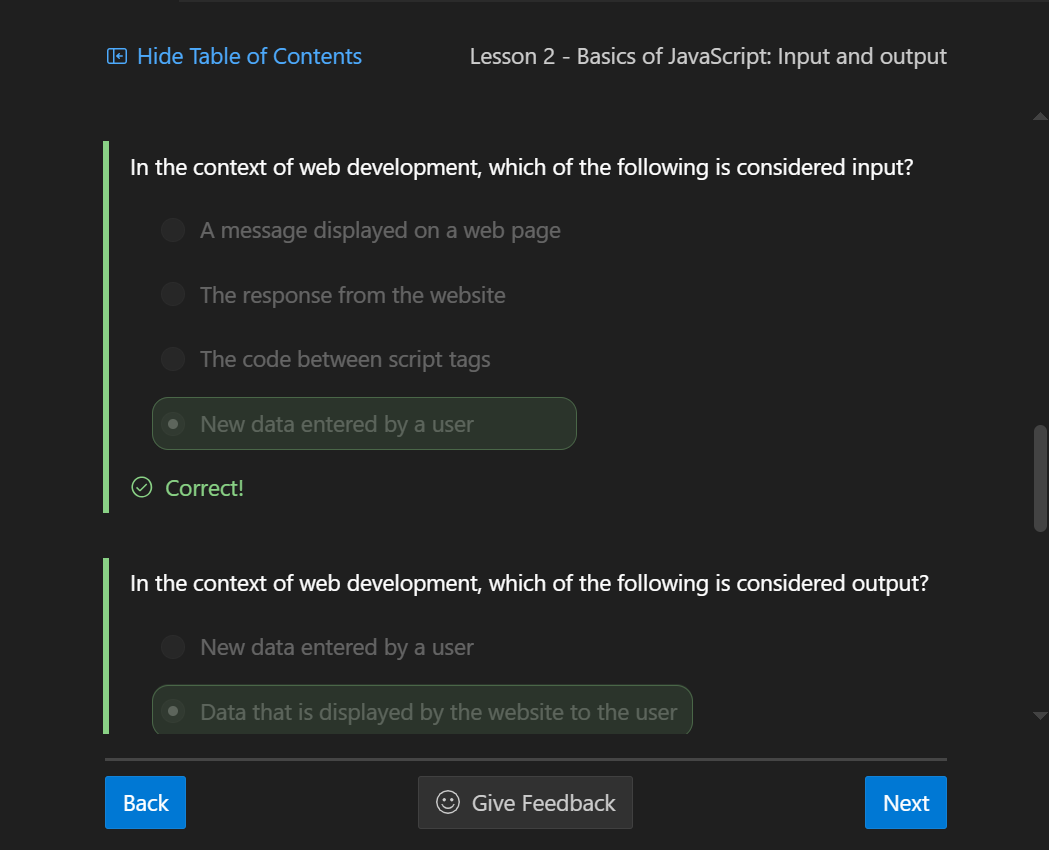 Hide Table of Contents
Lesson 2 - Basics of JavaScript: Input and output
In the context of web development, which of the following is considered input?
A message displayed on a web page
The response from the website
The code between script tags
New data entered by a user
Correct!
In the context of web development, which of the following is considered output?
New data entered by a user
Data that is displayed by the website to the user
Back
Give Feedback
Next